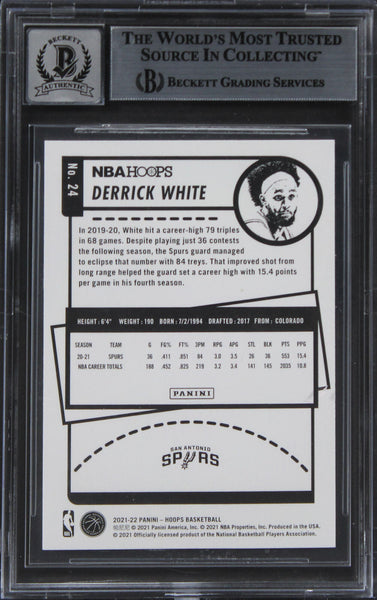 BECKETT
B
AUTHENTIC
THE WORLD'S MOST TRUSTED
SOURCE IN COLLECTING™
B BECKETT GRADING SERVICES
No. 24
NBA HOOPS
DERRICK WHITE
In 2019-20, White hit a career-high 79 triples
in 68 games. Despite playing just 36 contests
the following season, the Spurs guard managed
to eclipse that number with 84 treys. That improved shot from
long range helped the guard set a career high with 15.4 points
per game in his fourth season.
HEIGHT: 6'4" WEIGHT: 190 BORN: 7/2/1994 DRAFTED: 2017 FROM: COLORADO
SEASON TEAM G FG% FT% 3PM RPG APG STL BLK PTS PPG
20-21 SPURS 36 .411 .851 84 3.0 3.5 26 36 553 15.4
NBA CAREER TOTALS 188 .452 .825 219 3.2 3.4 141 145 2035 10.8
PANINI
SAN ANTONIO
SPURS
2021-22 PANINI – HOOPS BASKETBALL
© 2021 Panini America, Inc. © 2021 NBA Properties, Inc. Produced in the USA.
© 2021 Officially licensed product of the National Basketball Players Association.
NBA